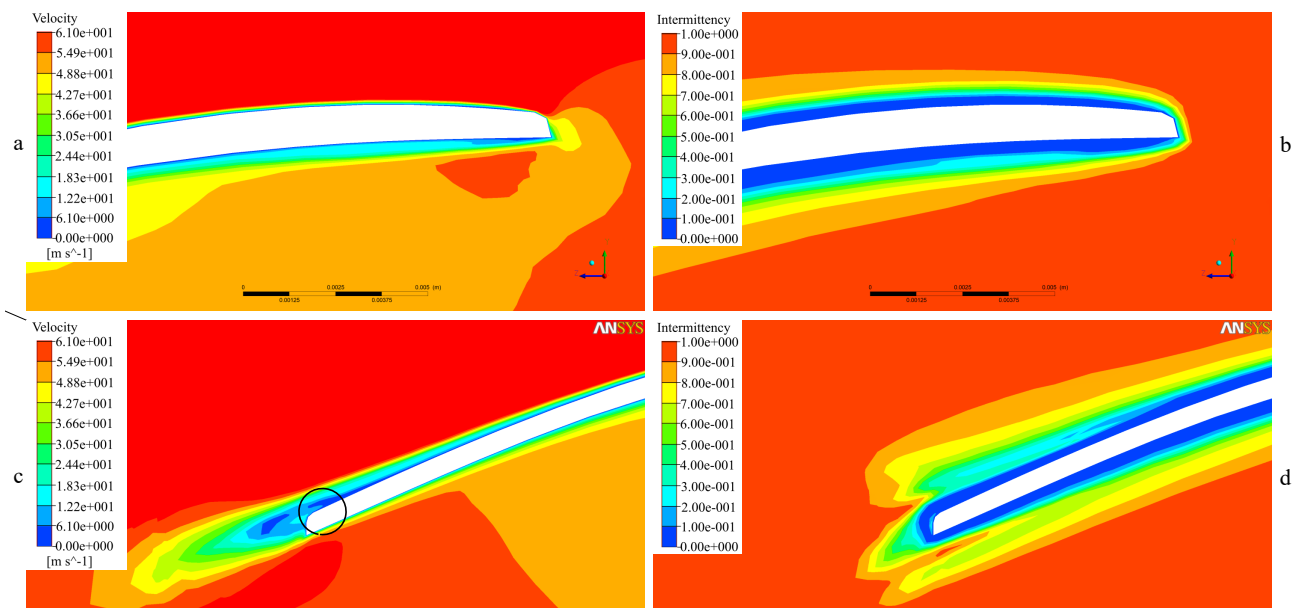 Velocity
6.10e+001
5.49e+001
4.88e+001
4.27e+001
3.66e+001
3.05e+001
2.44e+001
1.83e+001
1.22e+001
6.10e+000
0.00e+000
[m s^-1]
a
0 0.0025 0.005 (m)
0.00125 0.00375
Intermittency
1.00e+000
9.00e-001
8.00e-001
7.00e-001
6.00e-001
5.00e-001
4.00e-001
3.00e-001
2.00e-001
1.00e-001
0.00e+000
b
0 0.0025 0.005 (m)
0.00125 0.00375
Velocity
6.10e+001
5.49e+001
4.88e+001
4.27e+001
3.66e+001
3.05e+001
2.44e+001
1.83e+001
1.22e+001
6.10e+000
0.00e+000
[m s^-1]
ANSYS
c
Intermittency
1.00e+000
9.00e-001
8.00e-001
7.00e-001
6.00e-001
5.00e-001
4.00e-001
3.00e-001
2.00e-001
1.00e-001
0.00e+000
ANSYS
d